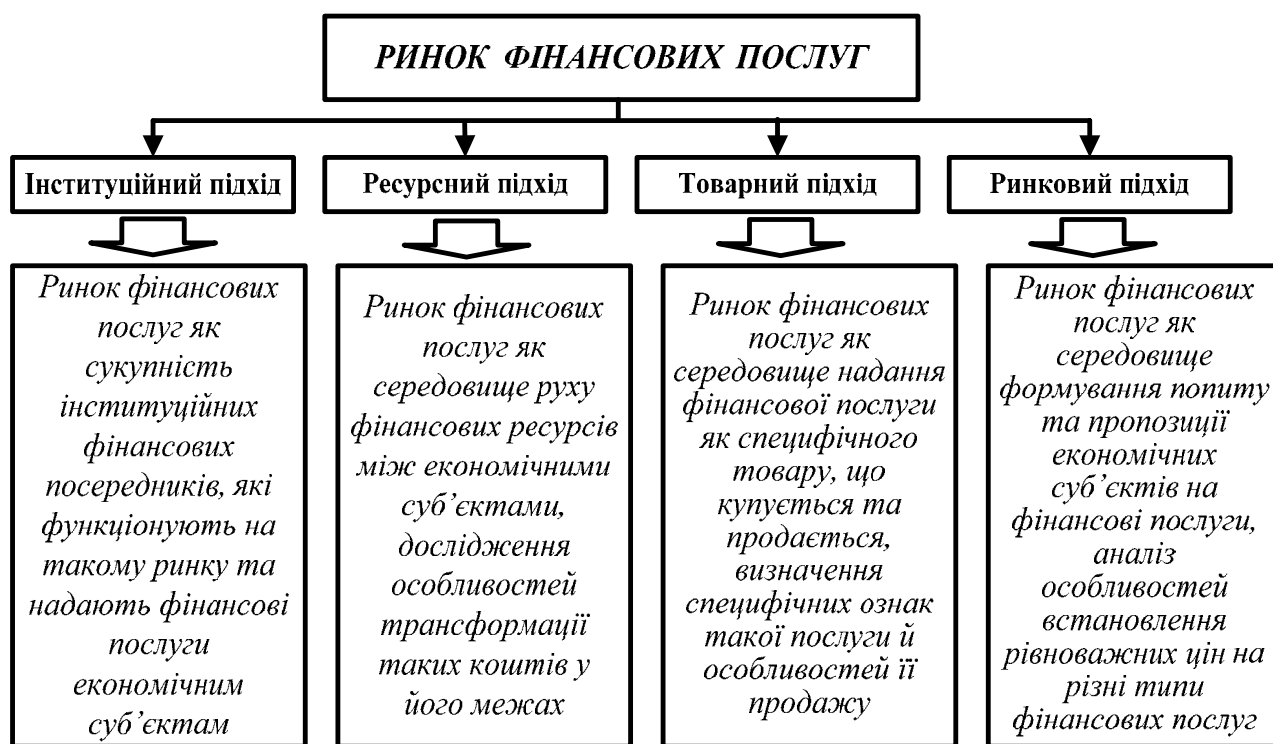 РИНОК ФІНАНСОВИХ ПОСЛУГ
Інституційний підхід
Ресурсний підхід
Товарний підхід
Ринковий підхід
Ринок фінансових
послуг як
сукупність
інституційних
фінансових
посередників, які
функціонують на
такому ринку та
надають фінансові
послуги
економічним
суб’єктам
Ринок фінансових
послуг як
середовище руху
фінансових ресурсів
між економічними
суб’єктами,
дослідження
особливостей
трансформації
таких коштів у
його межах
Ринок фінансових
послуг як
середовище надання
фінансової послуги
як специфічного
товару, що
купується та
продається,
визначення
специфічних ознак
такої послуги й
особливостей її
продажу
Ринок фінансових
послуг як
середовище
формування попиту
та пропозиції
економічних
суб’єктів на
фінансові послуги,
аналіз
особливостей
встановлення
рівноважних цін на
різні типи
фінансових послуг